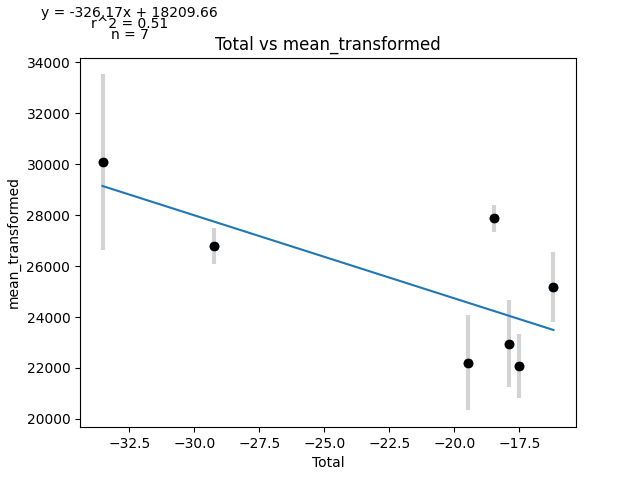 y = -326.17x + 18209.66
r^2 = 0.51
n = 7
Total vs mean_transformed
34000
32000
30000
28000
26000
24000
22000
20000
mean_transformed
−32.5 −30.0 −27.5 −25.0 −22.5 −20.0 −17.5
Total